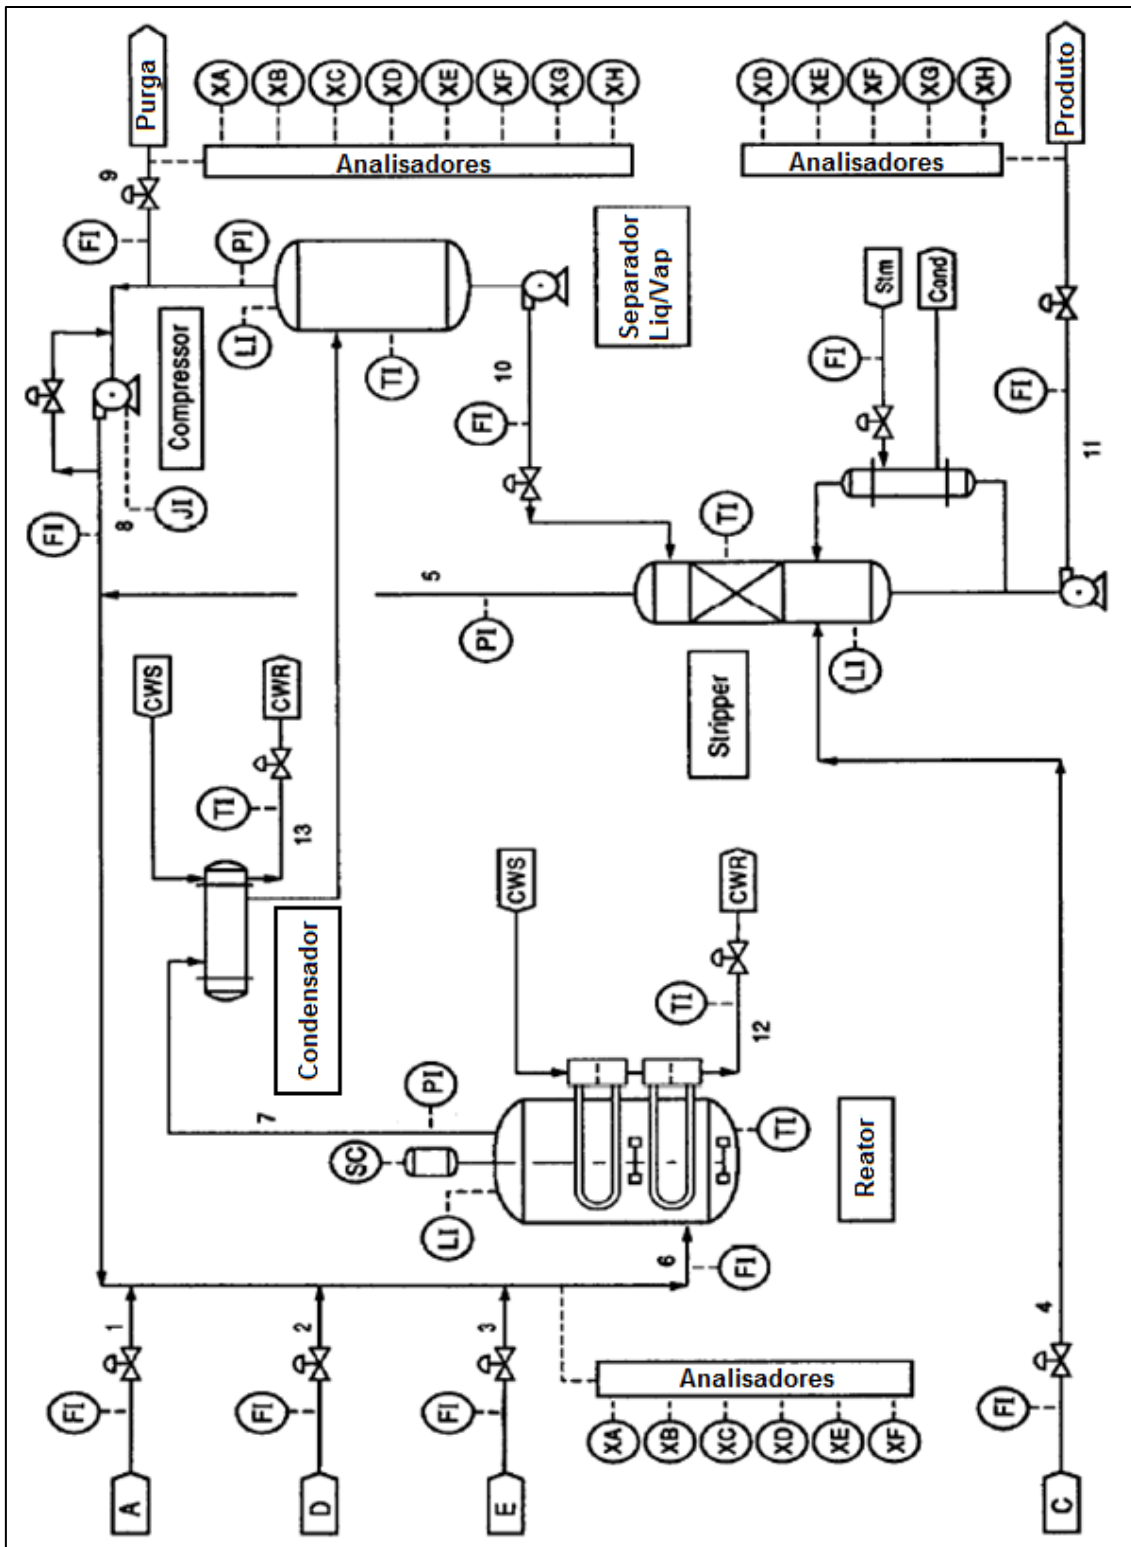 Purga
XA
XB
XC
XD
XE
XF
XG
XH
Analisadores
XD
XE
XF
XG
XH
Analisadores
Produto
9
FI
PI
LI
TI
Separador
Liq/Vap
Compressor
JI
8
FI
10
FI
Stm
Cond
FI
FI
11
TI
5
PI
LI
Stripper
CWS
CWR
TI
13
Condensador
CWS
CWR
TI
12
7
PI
SC
LI
TI
Reator
6
FI
1
2
3
4
FI
FI
FI
FI
A
D
E
C
Analisadores
XA
XB
XC
XD
XE
XF